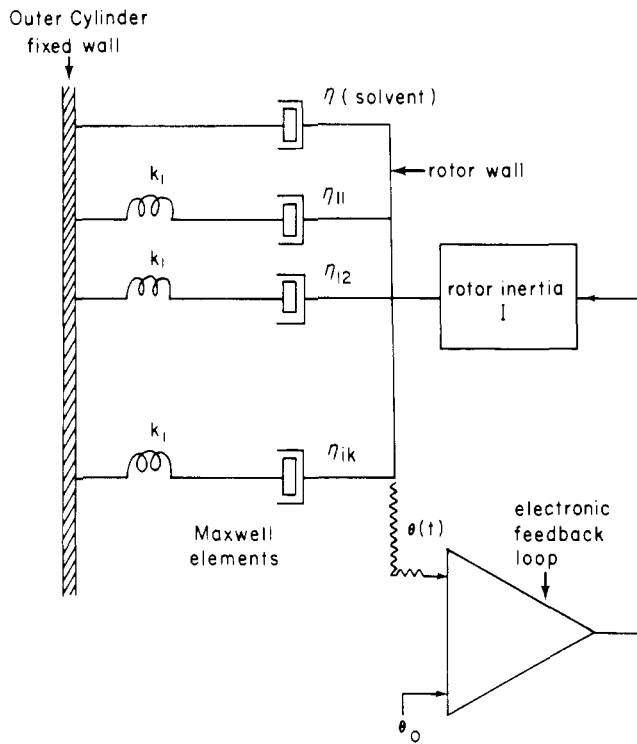 Outer Cylinder
fixed wall
η (solvent)
rotor wall
k₁
η₁₁
k₁
η₁₂
rotor inertia
I
k₁
η₁ₖ
Maxwell
elements
θ(t)
electronic
feedback
loop
θ₀